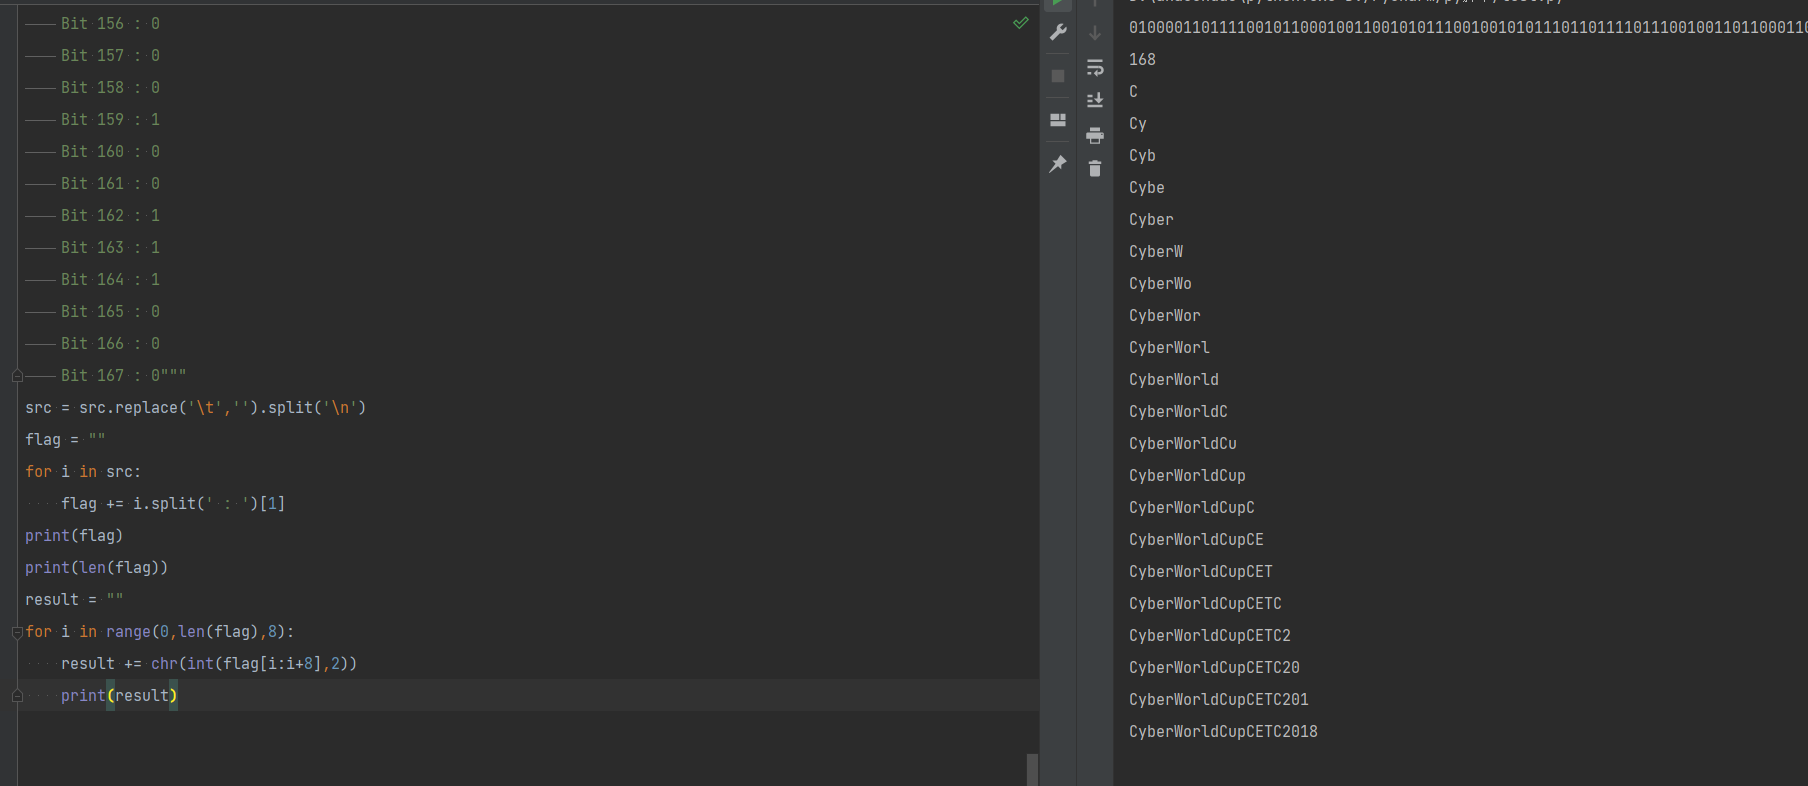 Bit 156 : 0
Bit 157 : 0
Bit 158 : 0
Bit 159 : 1
Bit 160 : 0
Bit 161 : 0
Bit 162 : 1
Bit 163 : 1
Bit 164 : 1
Bit 165 : 0
Bit 166 : 0
Bit 167 : 0"""
src = src.replace('\t','').split('\n')
flag = ""
for i in src:
flag += i.split(' : ')[1]
print(flag)
print(len(flag))
result = ""
for i in range(0,len(flag),8):
result += chr(int(flag[i:i+8],2))
print(result)
0100001101111001011000100110010101110010010101110110111101110010011011000110
168
C
Cy
Cyb
Cybe
Cyber
CyberW
CyberWo
CyberWor
CyberWorl
CyberWorld
CyberWorldC
CyberWorldCu
CyberWorldCup
CyberWorldCupC
CyberWorldCupCE
CyberWorldCupCET
CyberWorldCupCETC
CyberWorldCupCETC2
CyberWorldCupCETC20
CyberWorldCupCETC201
CyberWorldCupCETC2018